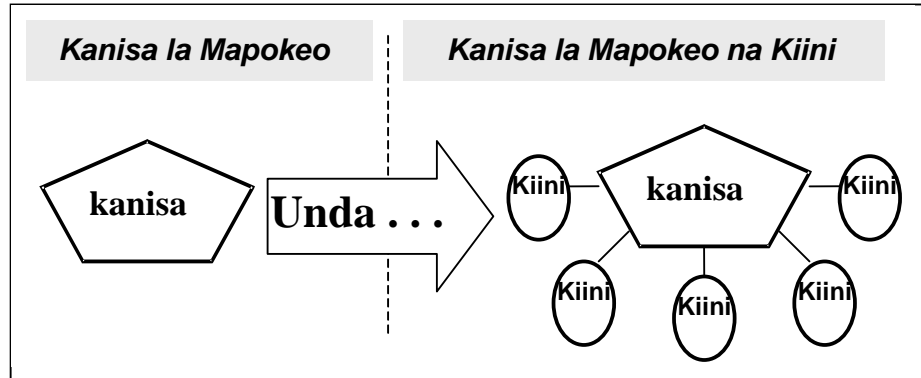 Kanisa la Mapokeo
Kanisa la Mapokeo na Kiini
kanisa
Unda . . .
Kiini
kanisa
Kiini
Kiini
Kiini
Kiini